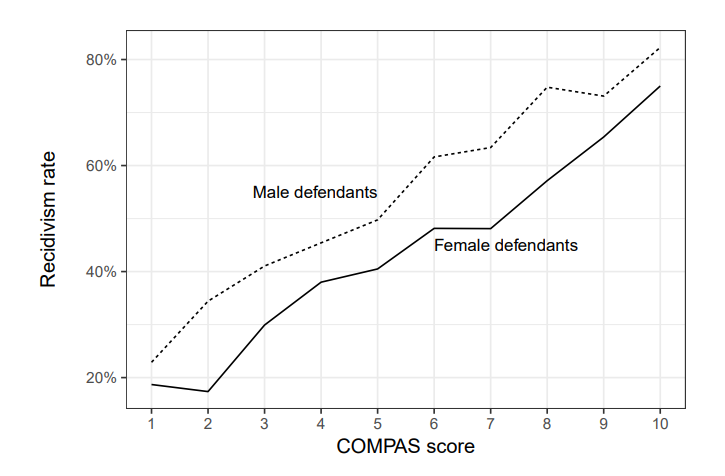 80%
60%
40%
20%
Recidivism rate
Male defendants
Female defendants
1 2 3 4 5 6 7 8 9 10
COMPAS score